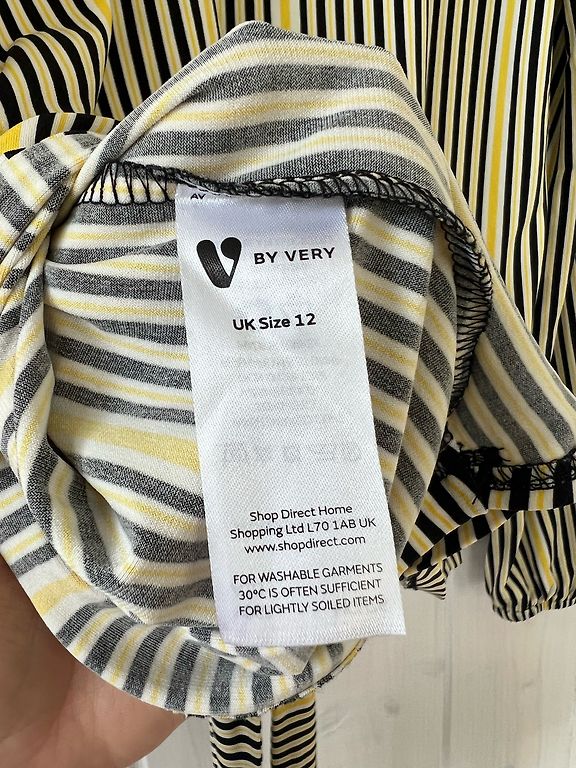 AY
V BY VERY
UK Size 12
Shop Direct Home
Shopping Ltd L70 1AB UK
www.shopdirect.com
FOR WASHABLE GARMENTS
30°C IS OFTEN SUFFICIENT
FOR LIGHTLY SOILED ITEMS